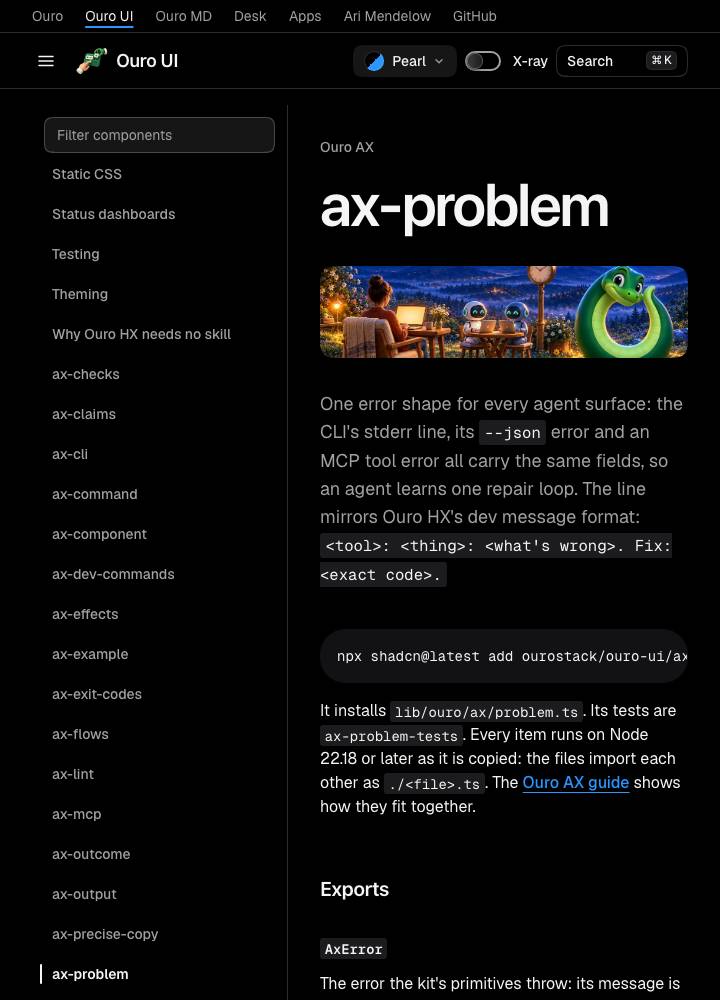 Ouro Ouro UI Ouro MD Desk Apps Ari Mendelow GitHub
Ouro UI Pearl X-ray Search ⌘ K
Filter components
Static CSS
Status dashboards
Testing
Theming
Why Ouro HX needs no skill
ax-checks
ax-claims
ax-cli
ax-command
ax-component
ax-dev-commands
ax-effects
ax-example
ax-exit-codes
ax-flows
ax-lint
ax-mcp
ax-outcome
ax-output
ax-precise-copy
ax-problem
Ouro AX
ax-problem
One error shape for every agent surface: the
CLI's stderr line, its --json error and an
MCP tool error all carry the same fields, so
an agent learns one repair loop. The line
mirrors Ouro HX's dev message format:
<tool>: <thing>: <what's wrong>. Fix:
<exact code>.
npx shadcn@latest add ourostack/ouro-ui/ax
It installs lib/ouro/ax/problem.ts. Its tests are
ax-problem-tests. Every item runs on Node
22.18 or later as it is copied: the files import each
other as ./<file>.ts. The Ouro AX guide shows
how they fit together.
Exports
AxError
The error the kit's primitives throw: its message is